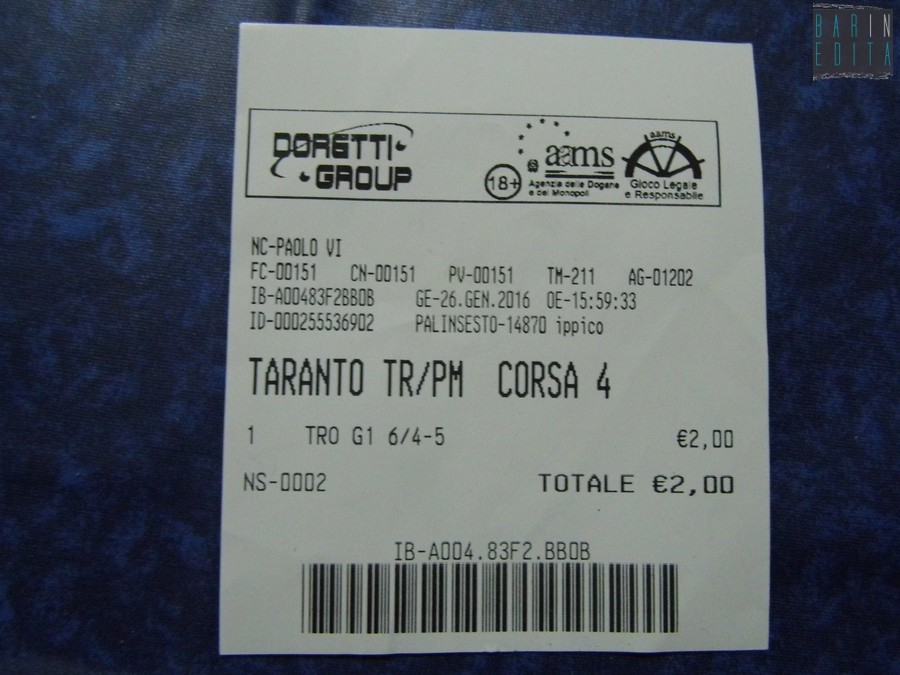 BARIN
EDITA
DORETTI
GROUP
18+
aams
Agenzia delle Dogane
e dei Monopoli
aams
Gioco Legale
e Responsabile
NC-PAOLO VI
FC-00151 CN-00151 PV-00151 TM-211 AG-01202
IB-A00483F2BB0B GE-26.GEN.2016 OE-15:59:33
ID-000255536902 PALINSESTO-14870 ippico
TARANTO TR/PM CORSA 4
1 TRO G1 6/4-5 €2,00
NS-0002 TOTALE €2,00
IB-A004.83F2.BB0B